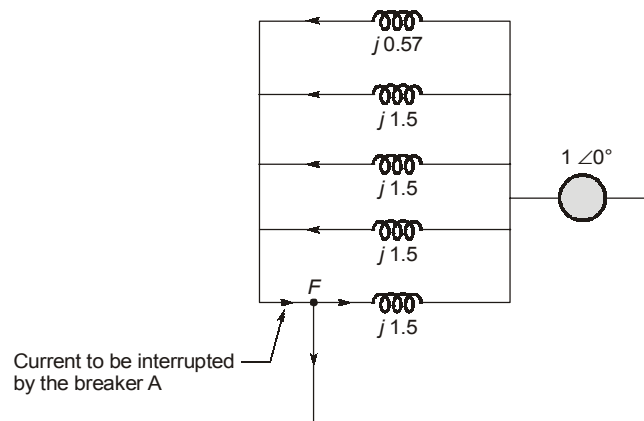 j 0.57
j 1.5
1 ∠0°
j 1.5
j 1.5
F
j 1.5
Current to be interrupted
by the breaker A